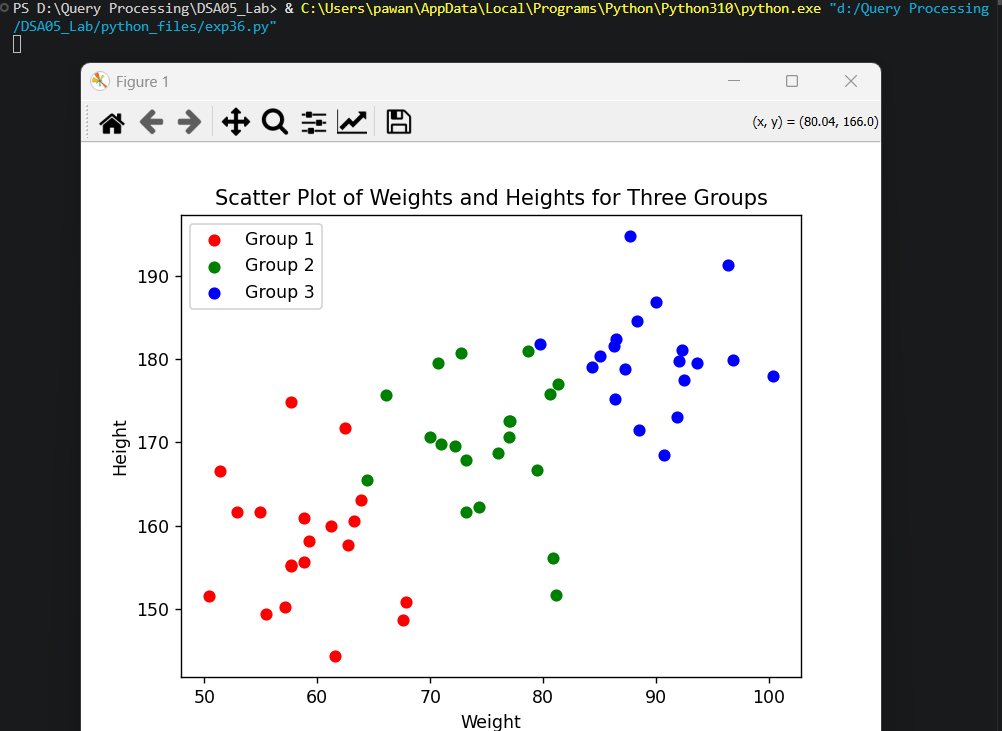 PS D:\Query Processing\DSA05_Lab> & C:\Users\pawan\AppData\Local\Programs\Python\Python310\python.exe "d:/Query Processing
/DSA05_Lab/python_files/exp36.py"
Figure 1
(x, y) = (80.04, 166.0)
Scatter Plot of Weights and Heights for Three Groups
Group 1
Group 2
Group 3
190
180
170
160
150
Height
50 60 70 80 90 100
Weight